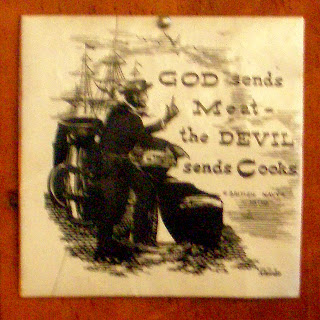 GOD sends
Meat-
the DEVIL
sends Cooks